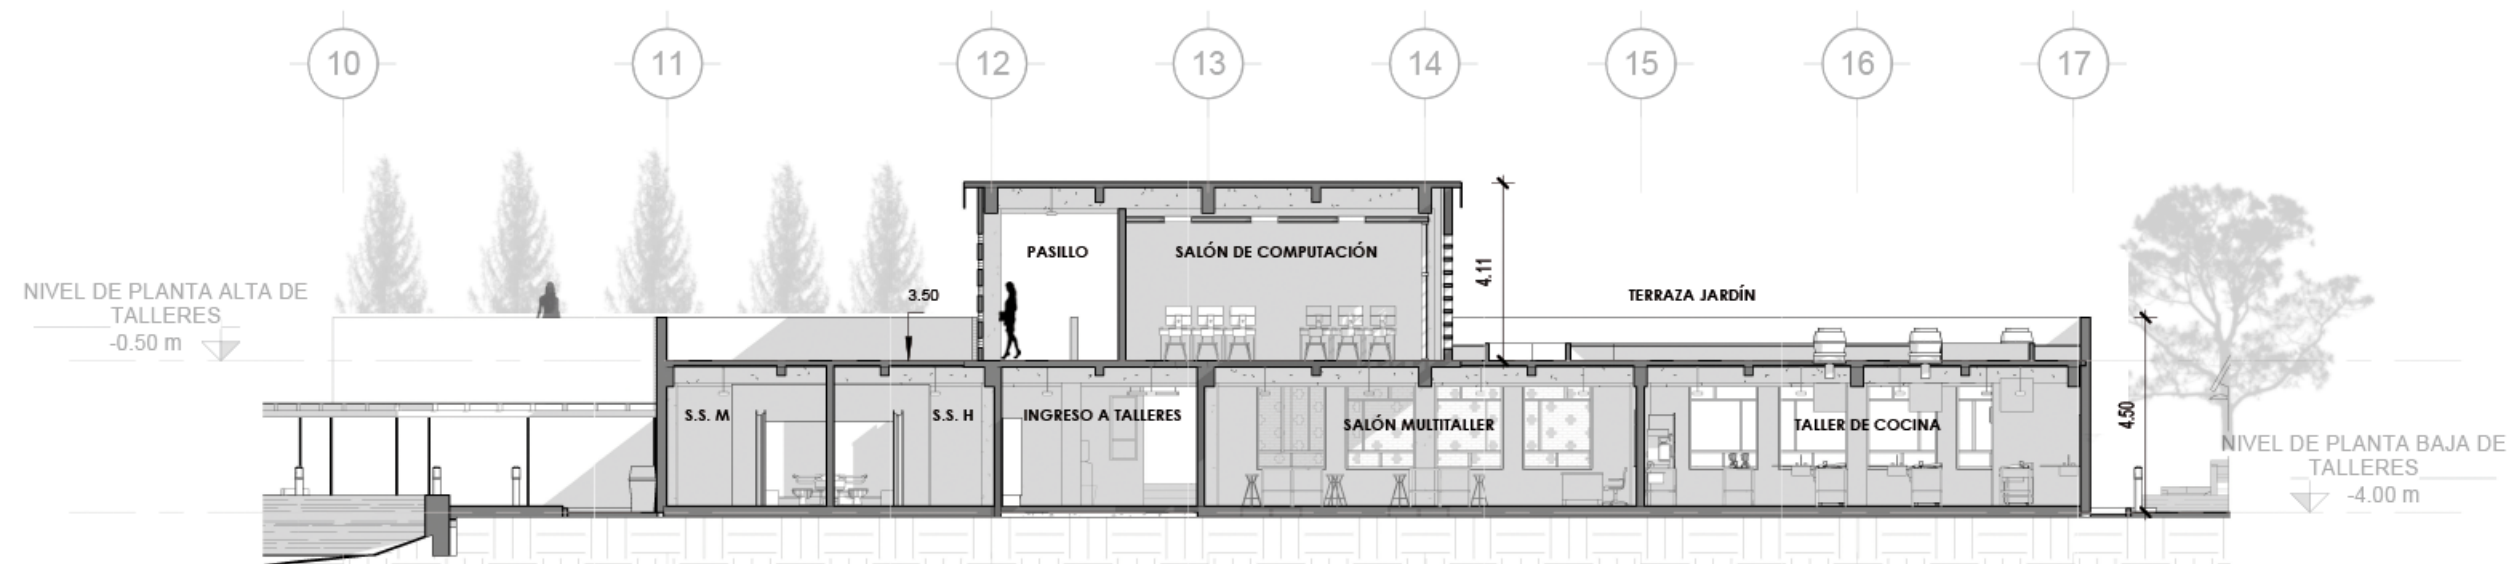 10
11
12
13
14
15
16
17
PASILLO
SALÓN DE COMPUTACIÓN
4.11
NIVEL DE PLANTA ALTA DE
TALLERES
-0.50 m
3.50
TERRAZA JARDÍN
S.S. M
S.S. H
INGRESO A TALLERES
SALÓN MULTITALLER
TALLER DE COCINA
4.50
NIVEL DE PLANTA BAJA DE
TALLERES
-4.00 m